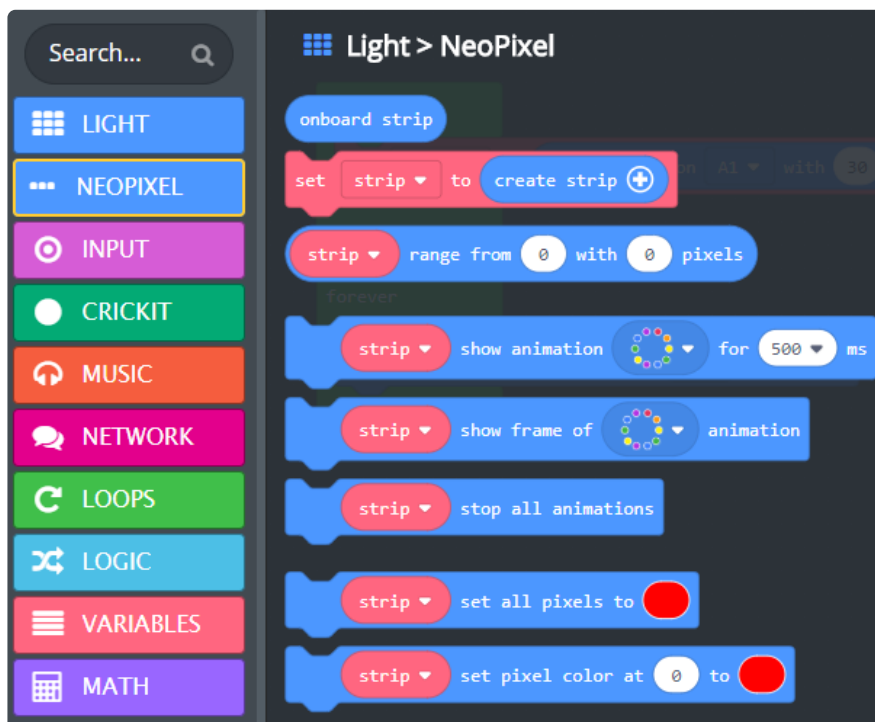 Search...
LIGHT
NEOPIXEL
INPUT
CRICKIT
MUSIC
NETWORK
LOOPS
LOGIC
VARIABLES
MATH
Light > NeoPixel
onboard strip
set strip to create strip
on A1 with 30
strip range from 0 with 0 pixels
forever
strip show animation for 500 ms
strip show frame of animation
strip stop all animations
strip set all pixels to
strip set pixel color at 0 to